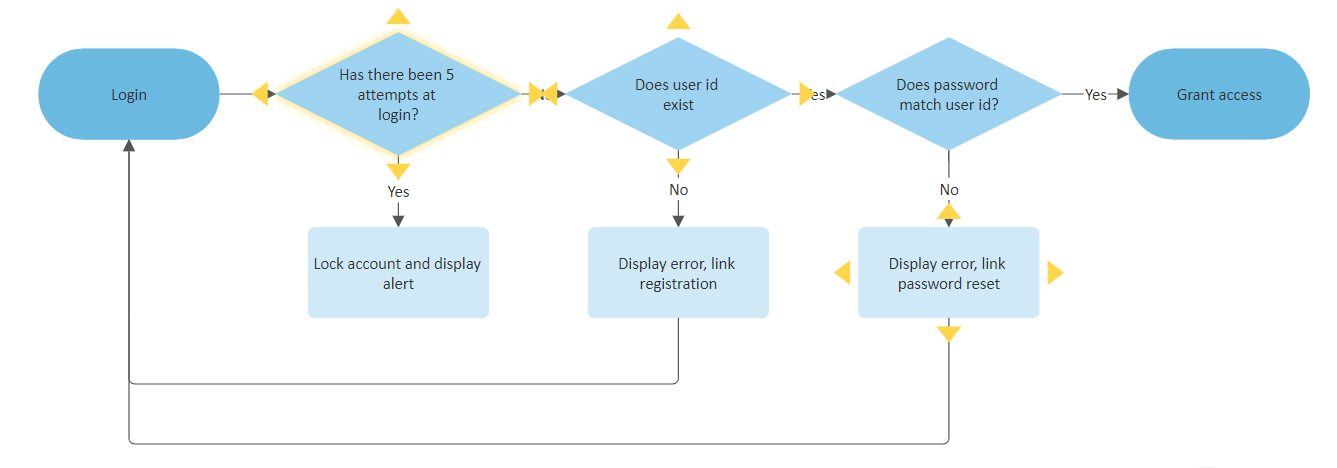 Login
Has there been 5
attempts at
login?
Does user id
exist
Yes
Does password
match user id?
Yes
Grant access
Yes
No
No
Lock account and display
alert
Display error, link
registration
Display error, link
password reset